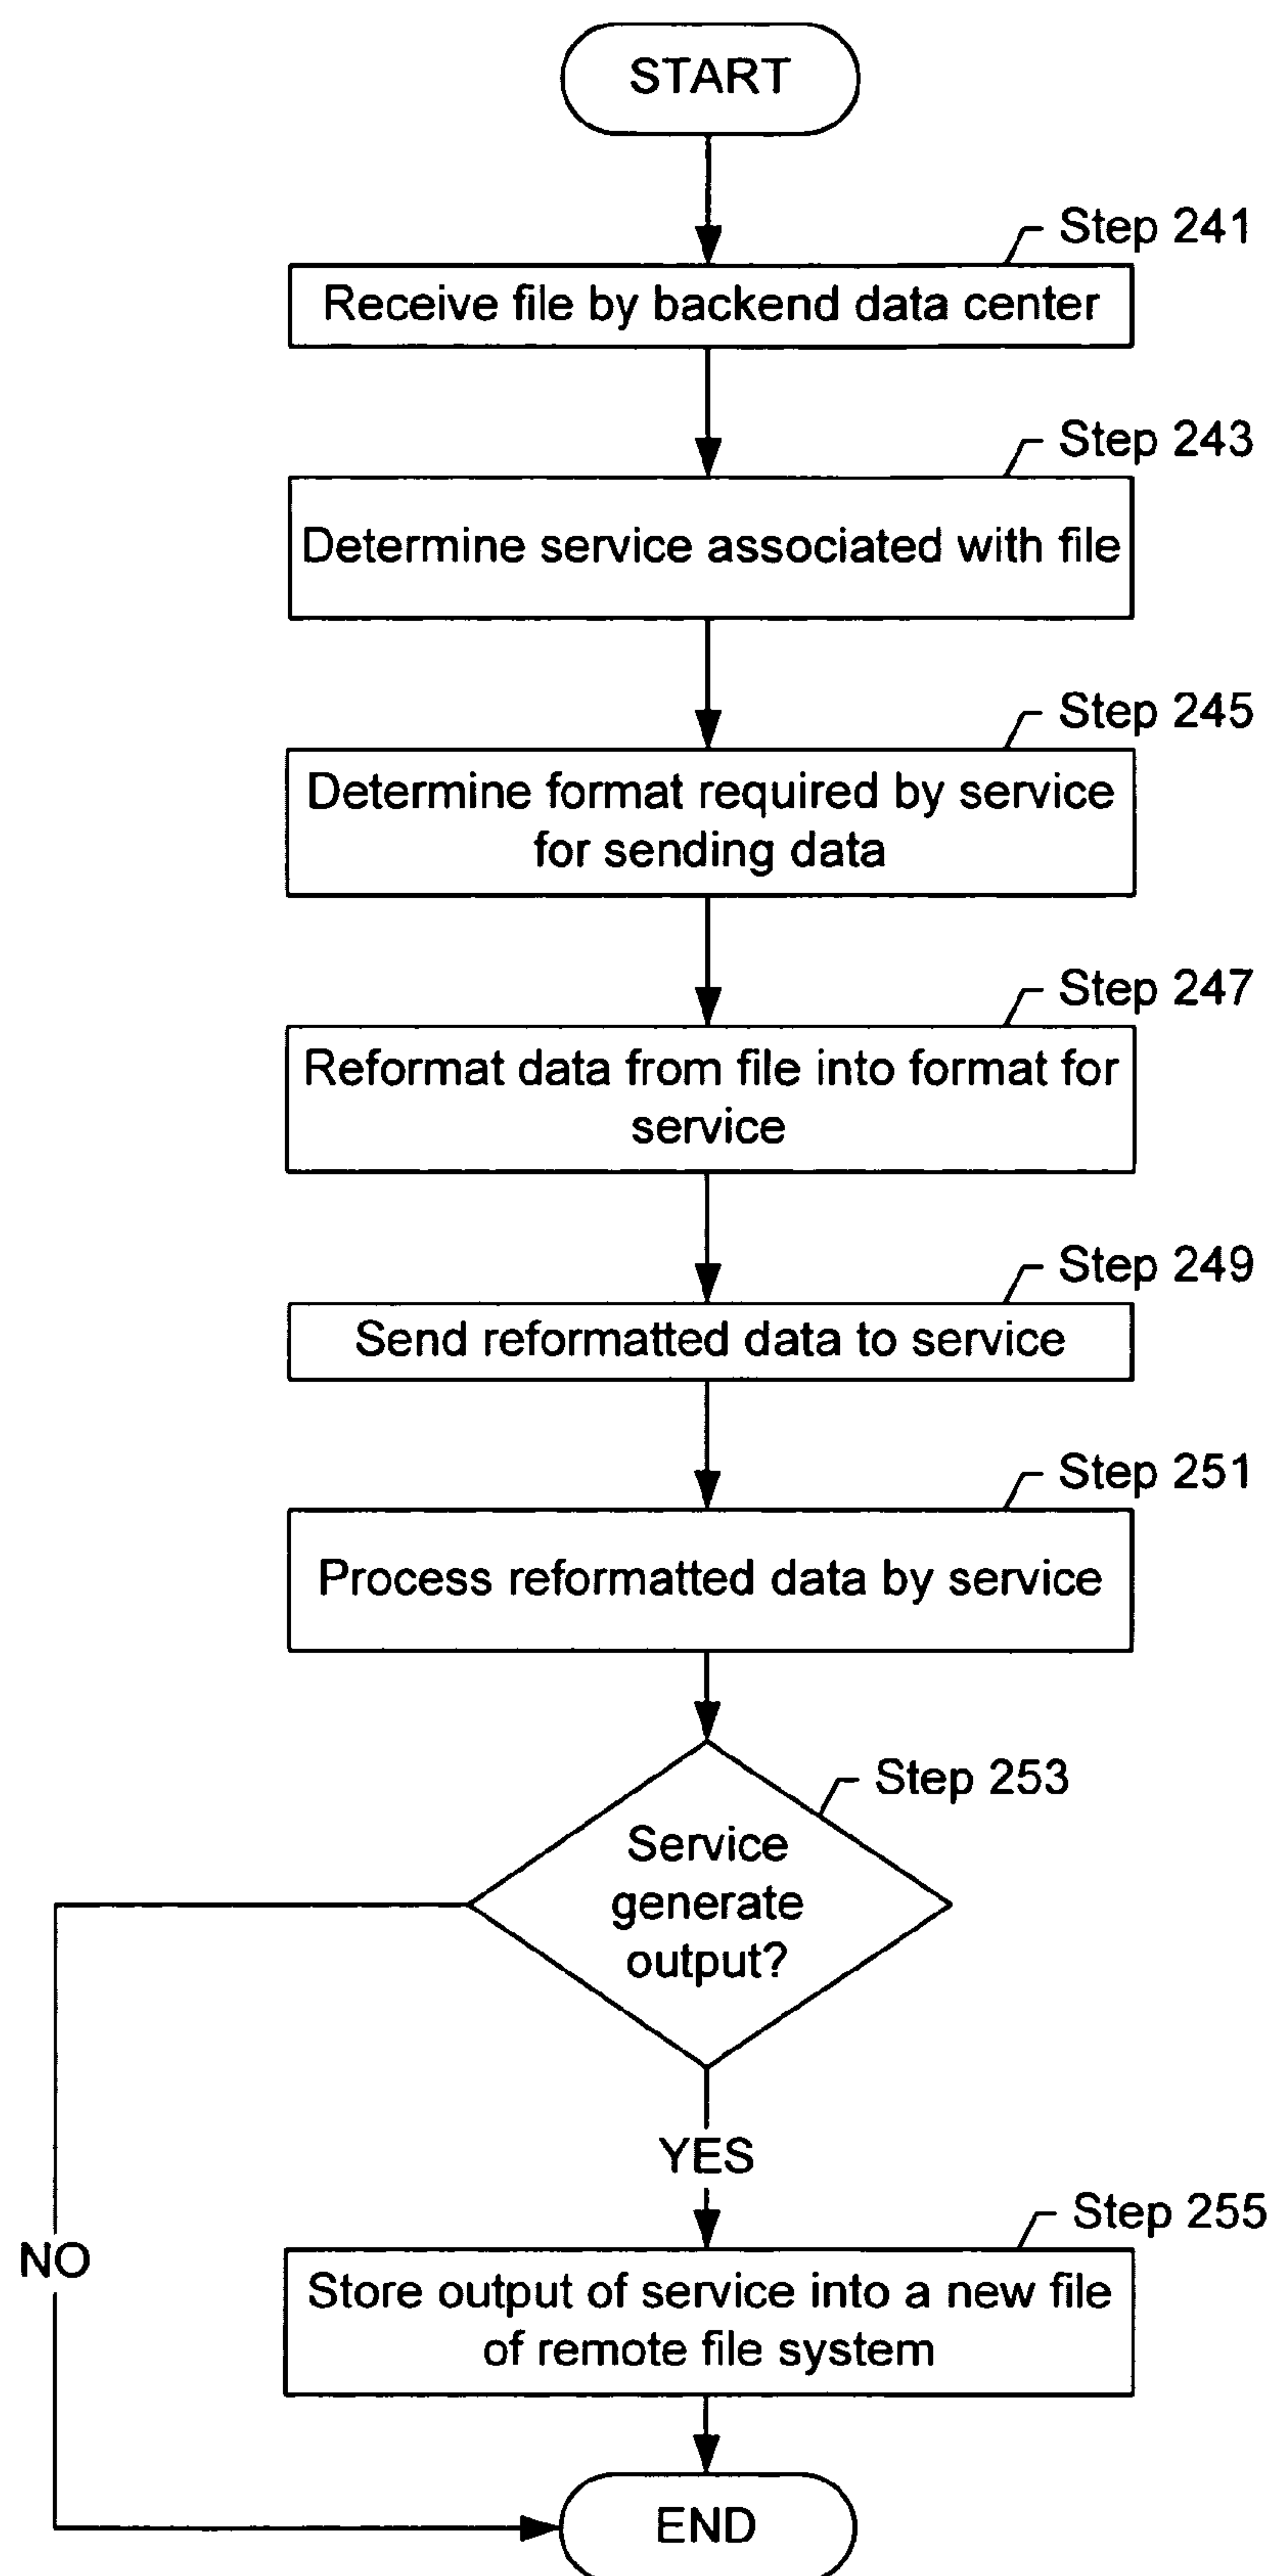 START
Step 241
Receive file by backend data center
Step 243
Determine service associated with file
Step 245
Determine format required by service
for sending data
Step 247
Reformat data from file into format for
service
Step 249
Send reformatted data to service
Step 251
Process reformatted data by service
Step 253
Service
generate
output?
YES
Step 255
NO
Store output of service into a new file
of remote file system
END